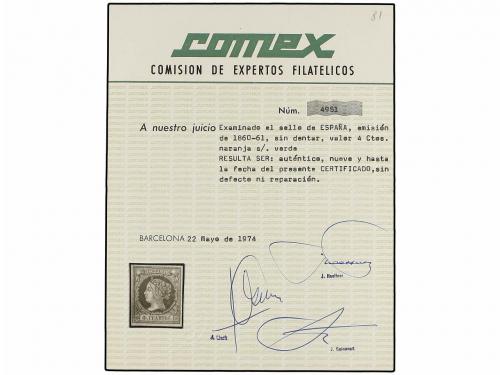 81
comex
COMISION DE EXPERTOS FILATELICOS
Núm. 4951
A nuestro juicio Examinado el sello de ESPAÑA, emisión
de 1860-61, sin dentar, valor 4 Ctos.
naranja s/. verde
RESULTA SER: auténtico, nuevo y hasta
la fecha del presente CERTIFICADO,sin
defecto ni reparación.
BARCELONA 22 Mayo de 1974